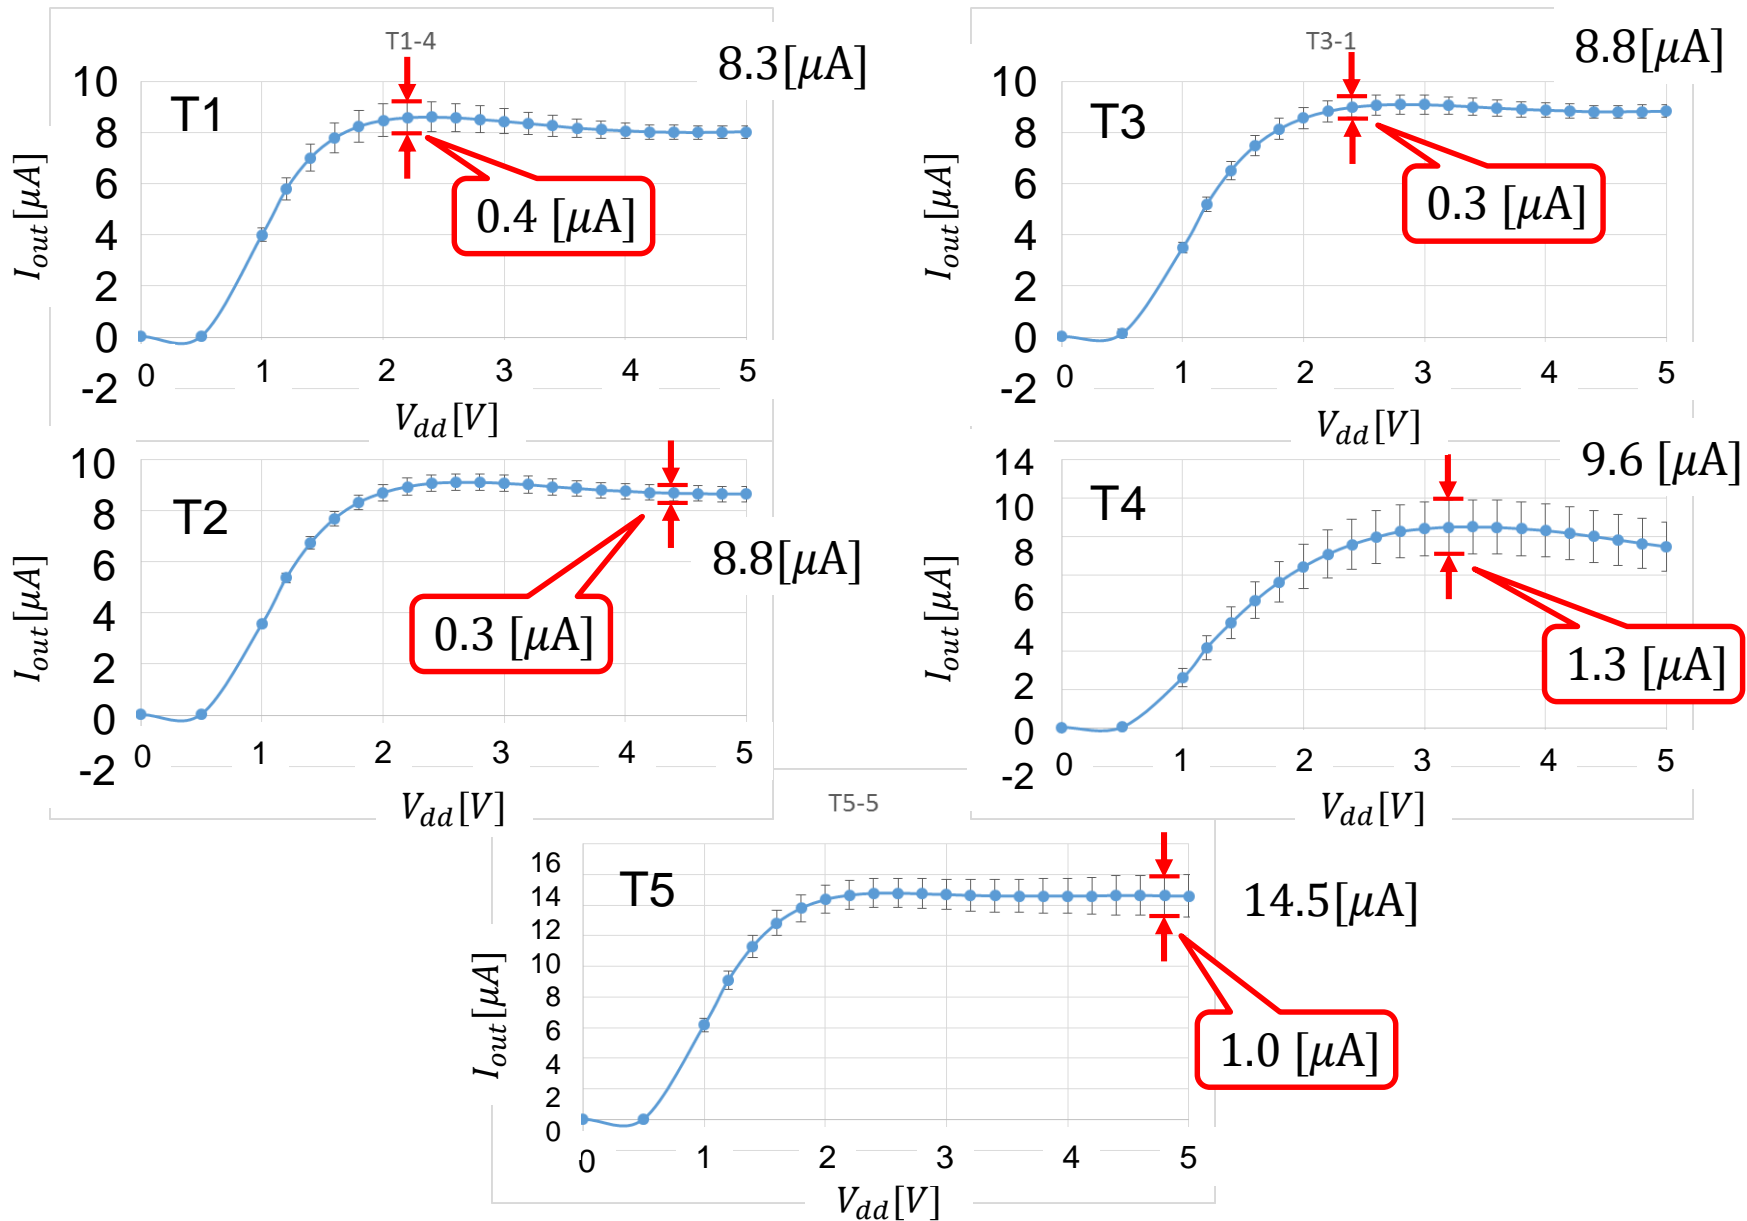 T1-4
8.3[μA]
T1
10
8
6
4
2
0
-2
0 1 2 3 4 5
I_out[μA]
V_dd[V]
0.4 [μA]
T3-1
8.8[μA]
T3
10
8
6
4
2
0
-2
0 1 2 3 4 5
I_out[μA]
V_dd[V]
0.3 [μA]
T2
10
8
6
4
2
0
-2
0 1 2 3 4 5
I_out[μA]
V_dd[V]
0.3 [μA]
8.8[μA]
9.6 [μA]
T4
14
10
8
6
4
2
0
-2
0 1 2 3 4 5
I_out[μA]
V_dd[V]
1.3 [μA]
T5-5
T5
16
14
12
10
8
6
4
2
0
0 1 2 3 4 5
I_out[μA]
V_dd[V]
14.5[μA]
1.0 [μA]